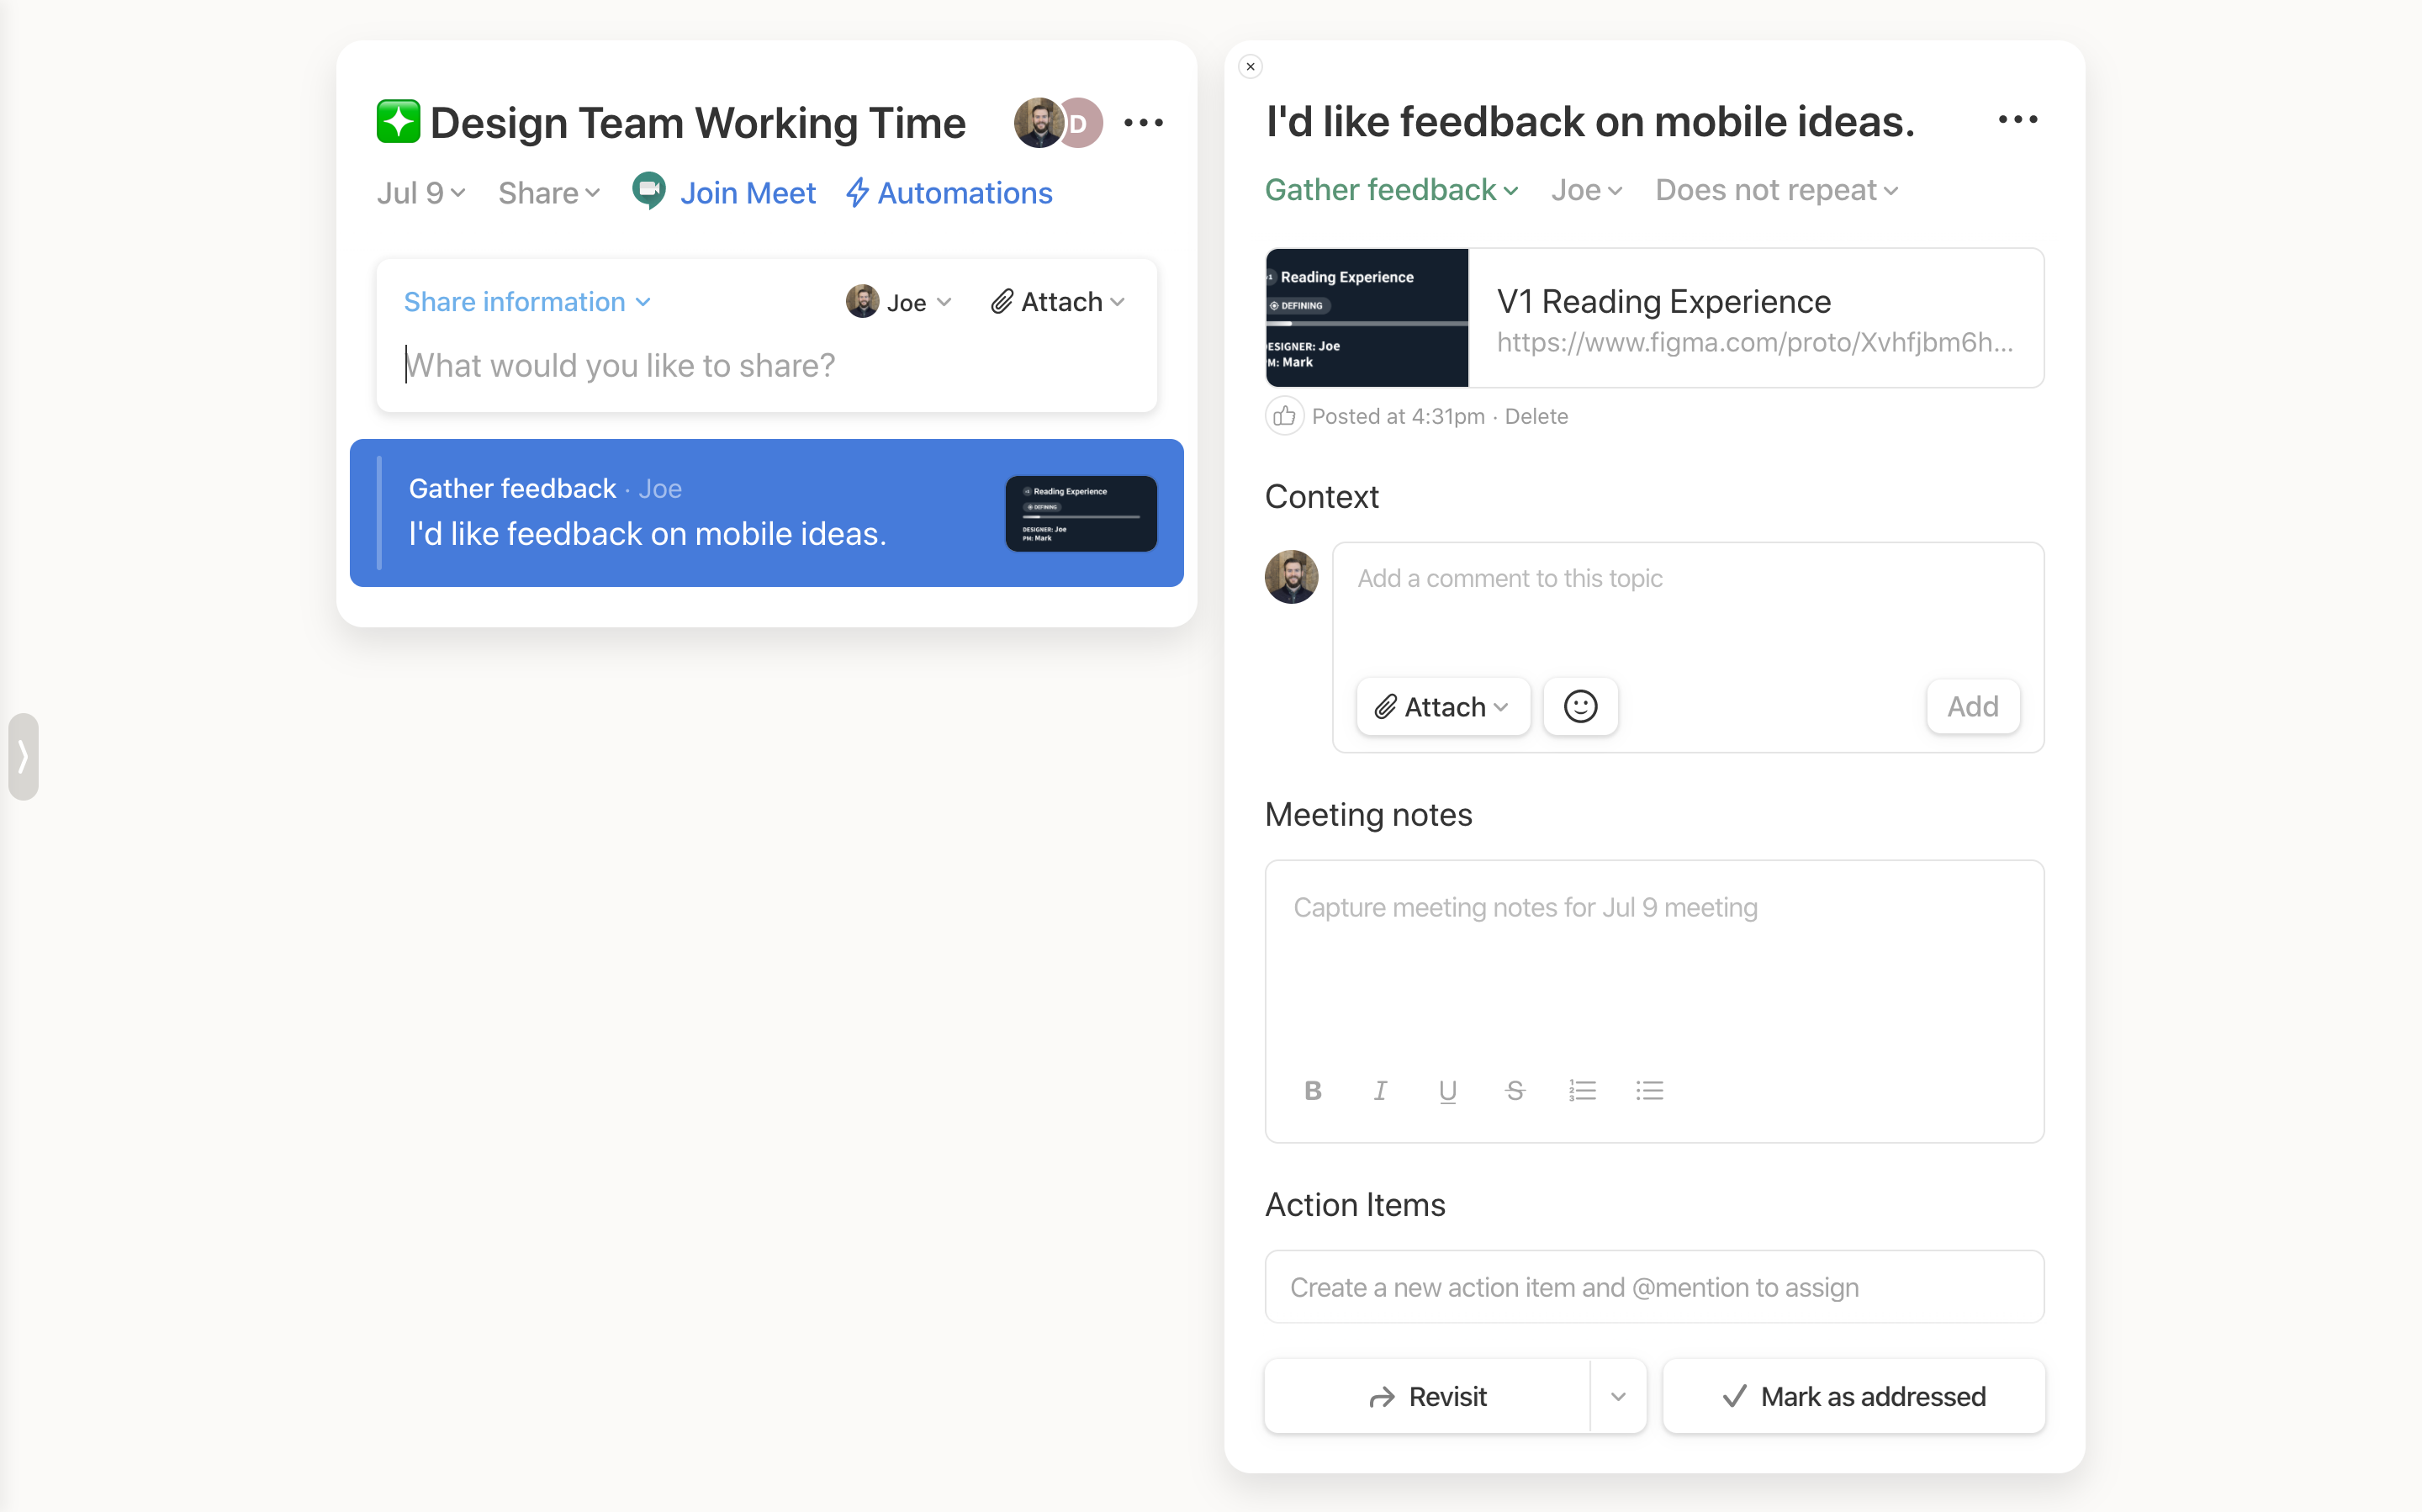 Design Team Working Time
D
Jul 9 Share Join Meet Automations
Share information Joe Attach
What would you like to share?
Gather feedback · Joe
I'd like feedback on mobile ideas.
Reading Experience
DEFINING
DESIGNER: Joe
PM: Mark
I'd like feedback on mobile ideas.
Gather feedback Joe Does not repeat
Reading Experience
DEFINING
ESIGNER: Joe
M: Mark
V1 Reading Experience
https://www.figma.com/proto/Xvhfjbm6h...
Posted at 4:31pm · Delete
Context
Add a comment to this topic
Attach Add
Meeting notes
Capture meeting notes for Jul 9 meeting
B I U S
Action Items
Create a new action item and @mention to assign
Revisit Mark as addressed